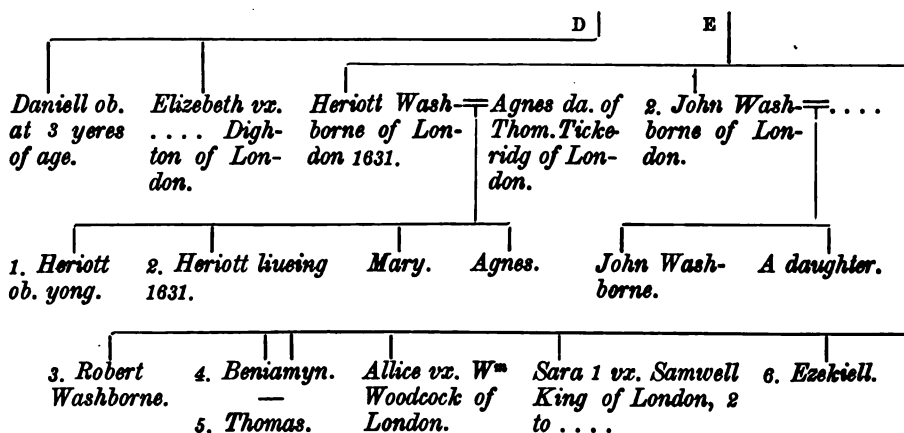 D E
Daniell ob.
at 3 yeres
of age.
Elizebeth vx.
. . . . Digh-
ton of Lon-
don.
Heriott Wash-
borne of Lon-
don 1631.
Agnes da. of
Thom. Ticke-
ridg of Lon-
don.
2. John Wash-
borne of Lon-
don.
. . . .
1. Heriott
ob. yong.
2. Heriott liueing
1631.
Mary.
Agnes.
John Wash-
borne.
A daughter.
3. Robert
Washborne.
4. Beniamyn.
—
5. Thomas.
Allice vx. Wm
Woodcock of
London.
Sara 1 vx. Samwell
King of London, 2
to . . . .
6. Ezekiell.